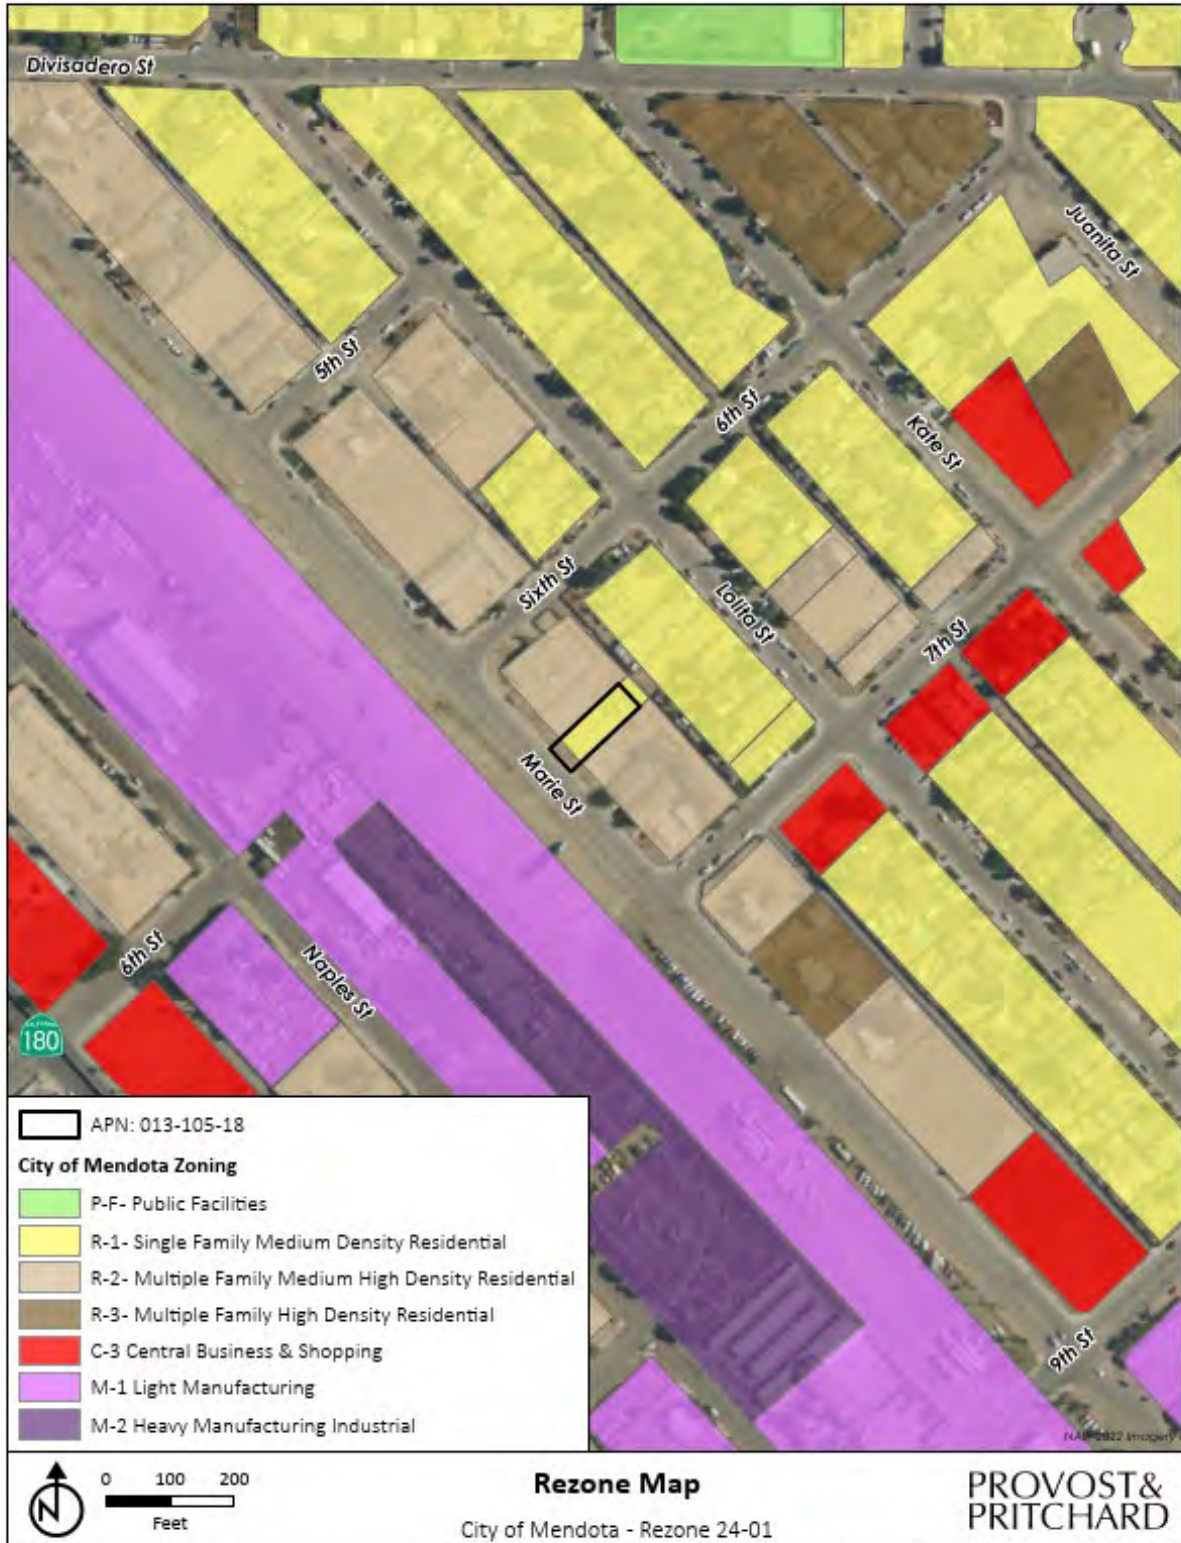 Divisadero St
Juanita St
5th St
6th St
Kate St
Sixth St
Lolita St
7th St
Marie St
6th St
Naples St
CALIFORNIA
180
9th St
APN: 013-105-18
City of Mendota Zoning
P-F- Public Facilities
R-1- Single Family Medium Density Residential
R-2- Multiple Family Medium High Density Residential
R-3- Multiple Family High Density Residential
C-3 Central Business & Shopping
M-1 Light Manufacturing
M-2 Heavy Manufacturing Industrial
NAIP 2022 Imagery
N
0 100 200
Feet
Rezone Map
City of Mendota - Rezone 24-01
PROVOST&
PRITCHARD